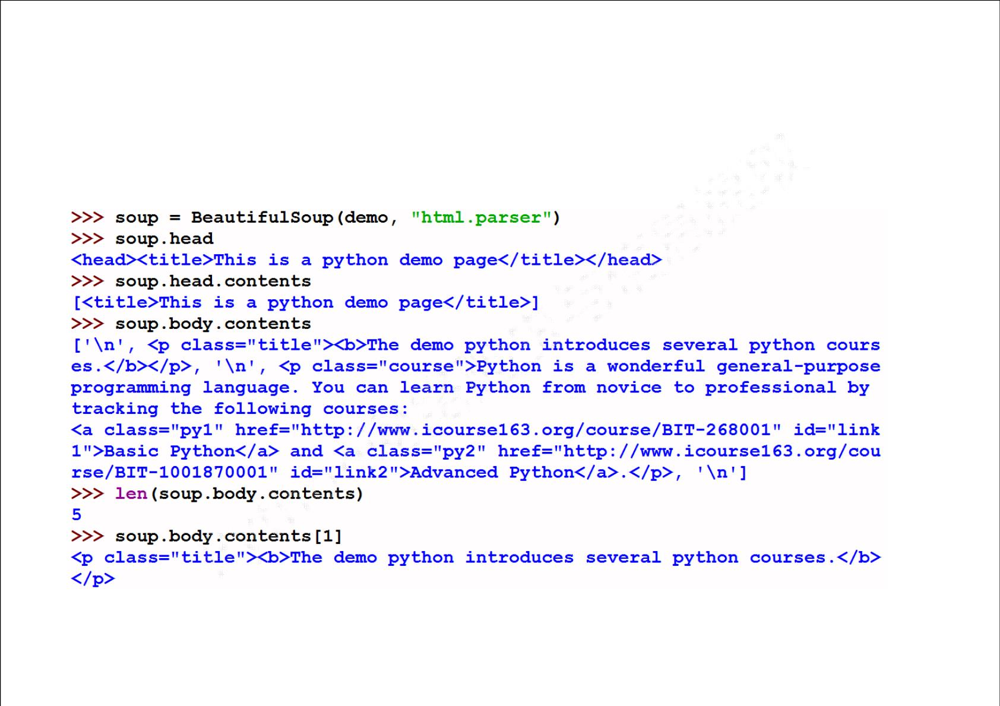 >>> soup = BeautifulSoup(demo, "html.parser")
>>> soup.head
<head><title>This is a python demo page</title></head>
>>> soup.head.contents
[<title>This is a python demo page</title>]
>>> soup.body.contents
['\n', <p class="title"><b>The demo python introduces several python cours
es.</b></p>, '\n', <p class="course">Python is a wonderful general-purpose
programming language. You can learn Python from novice to professional by
tracking the following courses:
<a class="py1" href="http://www.icourse163.org/course/BIT-268001" id="link
1">Basic Python</a> and <a class="py2" href="http://www.icourse163.org/cou
rse/BIT-1001870001" id="link2">Advanced Python</a>.</p>, '\n']
>>> len(soup.body.contents)
5
>>> soup.body.contents[1]
<p class="title"><b>The demo python introduces several python courses.</b>
</p>